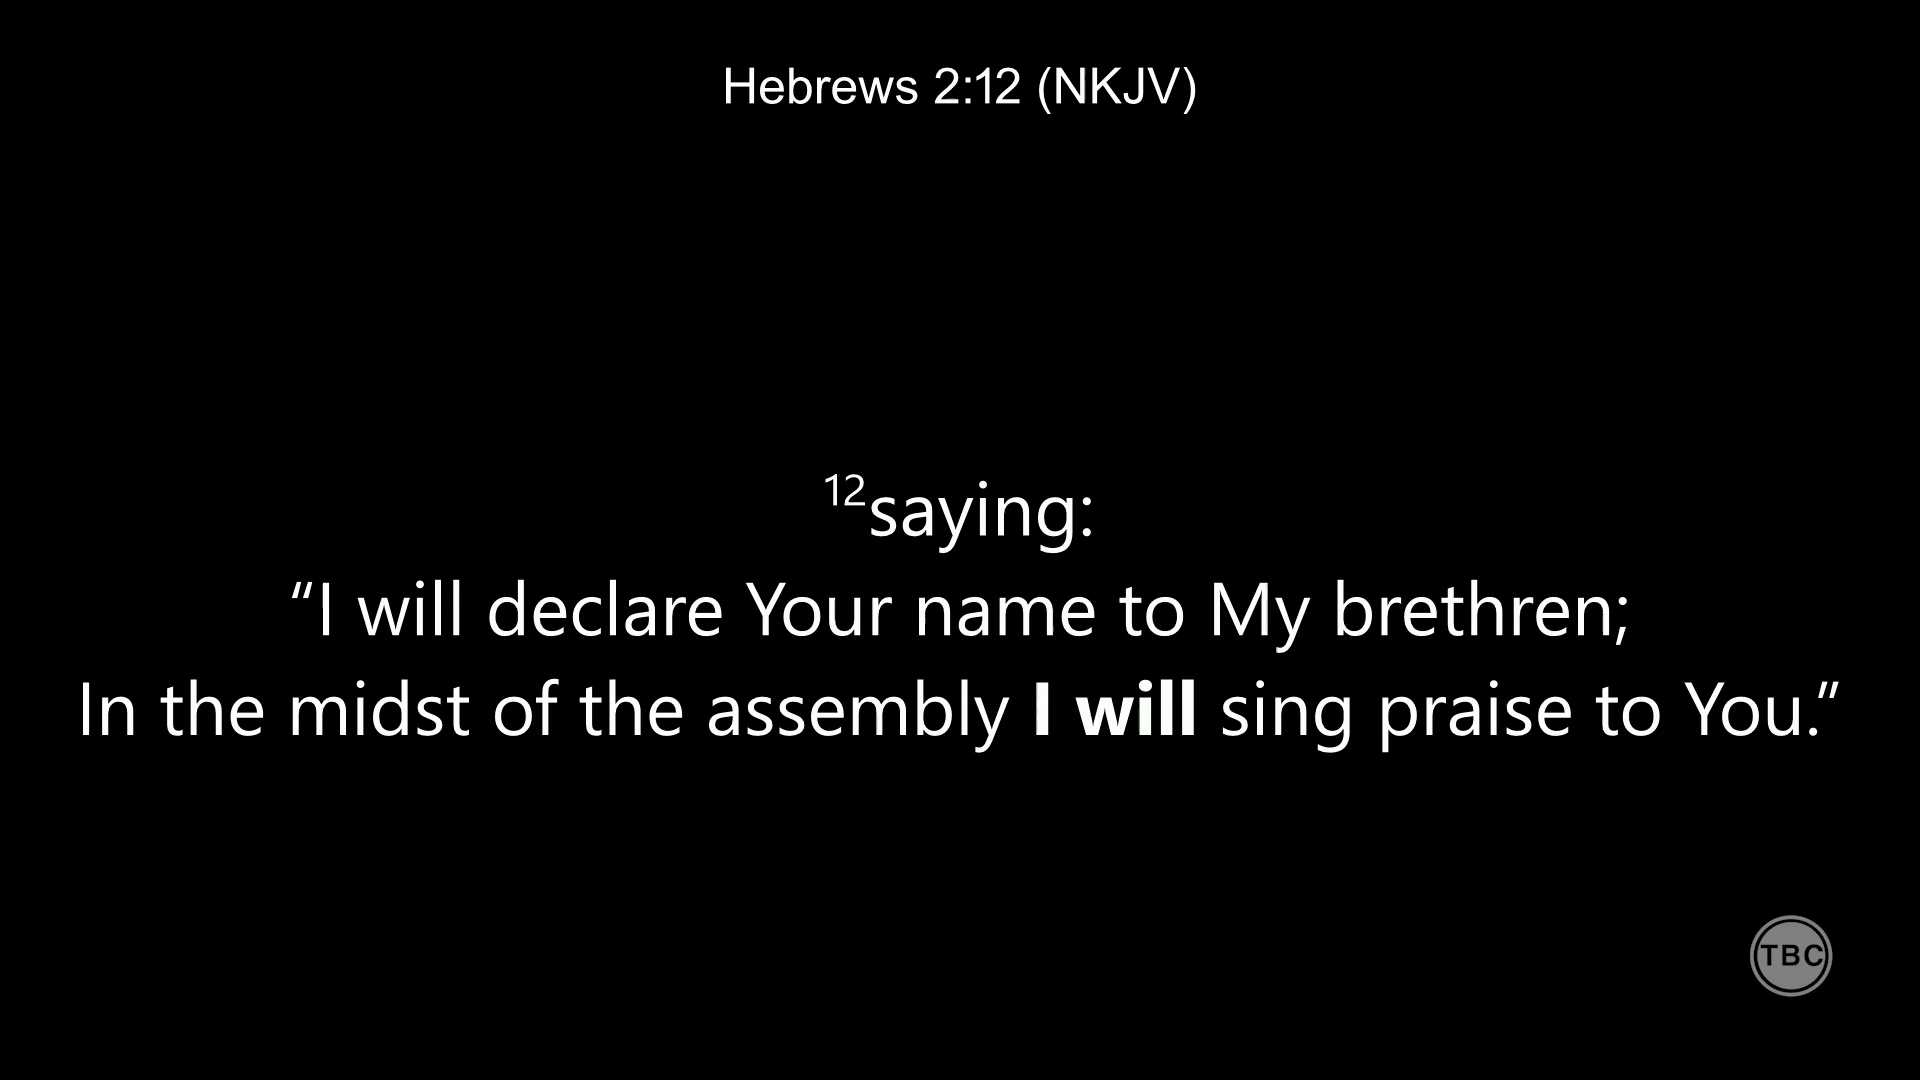 Hebrews 2:12 (NKJV)
12saying:
“I will declare Your name to My brethren;
In the midst of the assembly I will sing praise to You.”
TBC